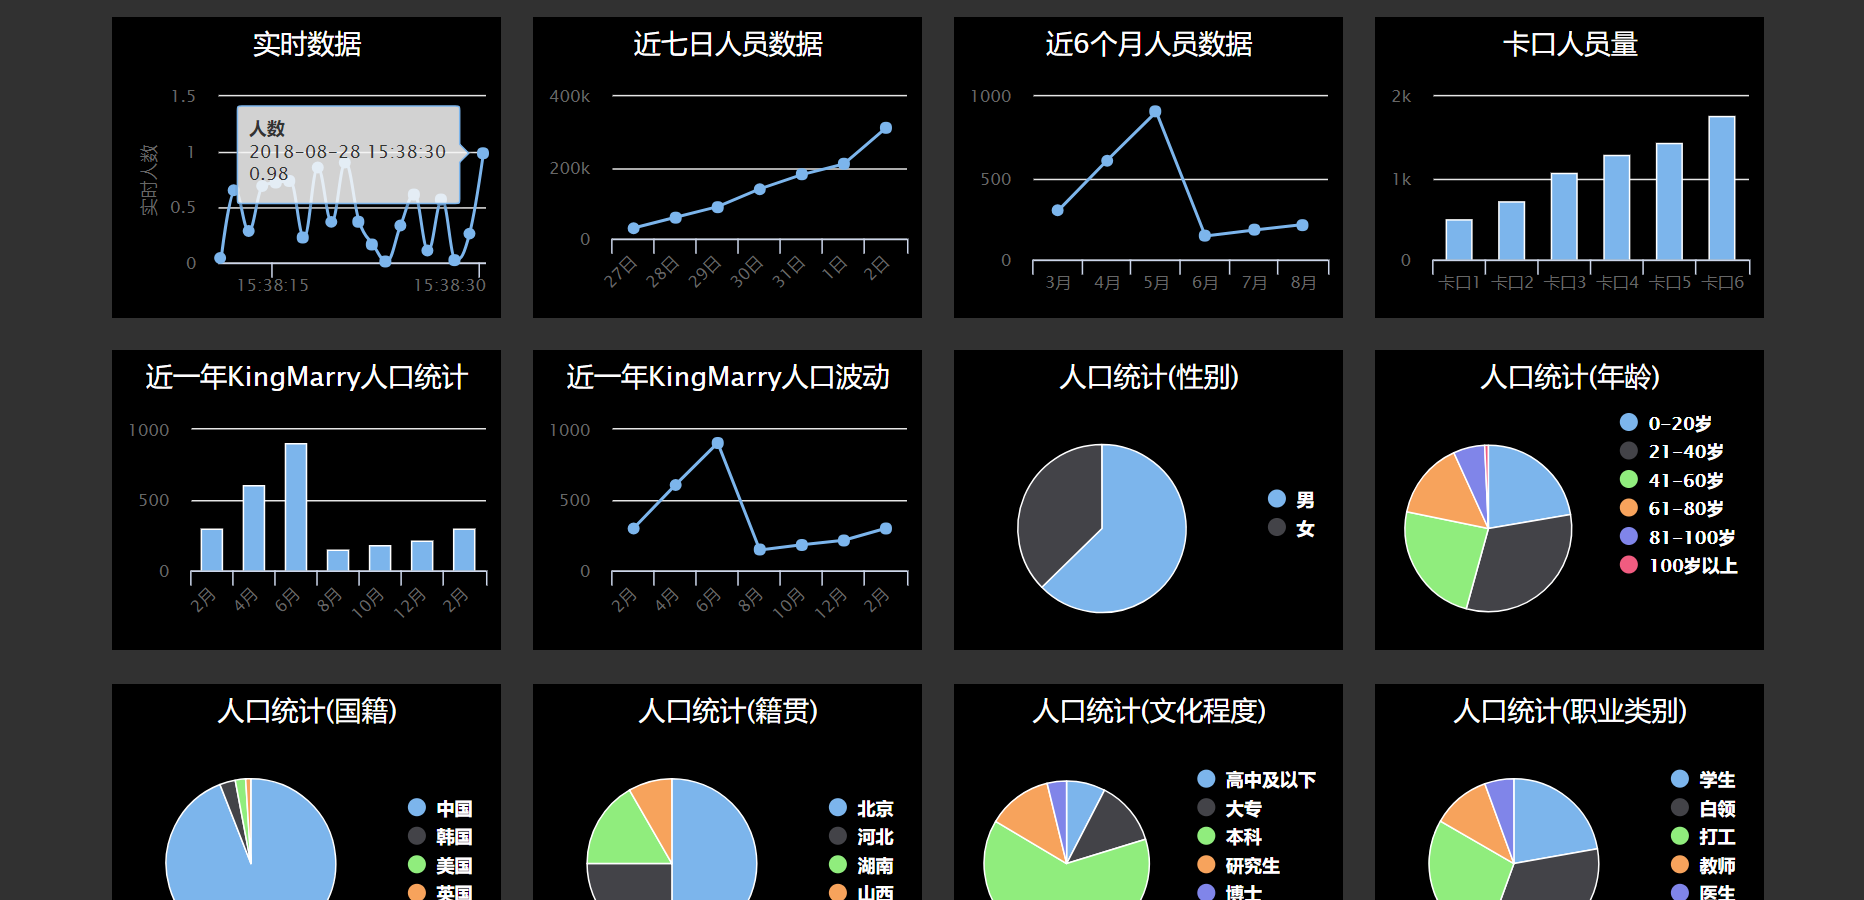 实时数据
1.5
1
0.5
0
实时人数
人数
2018-08-28 15:38:30
0.98
15:38:15
15:38:30
近七日人员数据
400k
200k
0
27日
28日
29日
30日
31日
1日
2日
近6个月人员数据
1000
500
0
3月
4月
5月
6月
7月
8月
卡口人员量
2k
1k
0
卡口1
卡口2
卡口3
卡口4
卡口5
卡口6
近一年KingMarry人口统计
1000
500
0
2月
4月
6月
8月
10月
12月
2月
近一年KingMarry人口波动
1000
500
0
2月
4月
6月
8月
10月
12月
2月
人口统计(性别)
男
女
人口统计(年龄)
0-20岁
21-40岁
41-60岁
61-80岁
81-100岁
100岁以上
人口统计(国籍)
中国
韩国
美国
英国
人口统计(籍贯)
北京
河北
湖南
山西
人口统计(文化程度)
高中及以下
大专
本科
研究生
博士
人口统计(职业类别)
学生
白领
打工
教师
医生